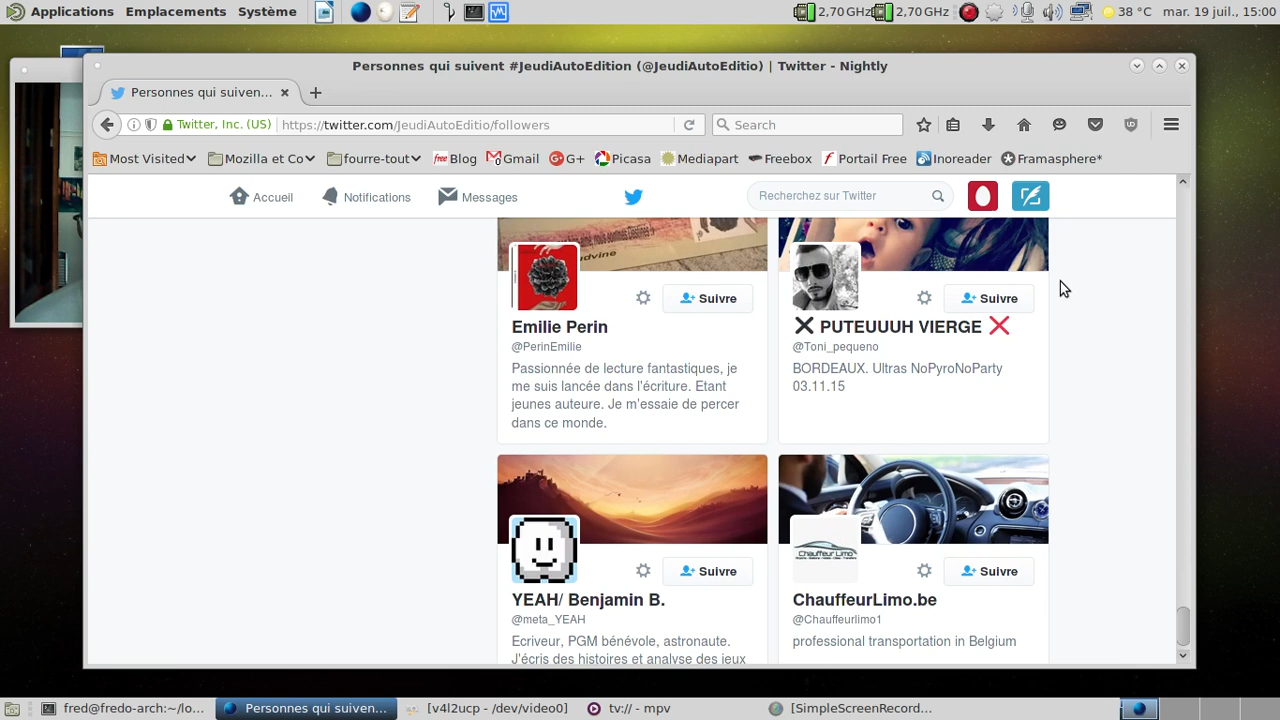 Applications Emplacements Système 2,70 GHz 2,70 GHz 38 °C mar. 19 juil., 15:00
Personnes qui suivent #JeudiAutoEdition (@JeudiAutoEditio) | Twitter - Nightly
Personnes qui suiven...
Twitter, Inc. (US) https://twitter.com/JeudiAutoEditio/followers Search
Most Visited Mozilla et Co fourre-tout free Blog Gmail G+ Picasa Mediapart Freebox Portail Free Inoreader Framasphere*
Accueil Notifications Messages Recherchez sur Twitter
Suivre Suivre
Emilie Perin
@PerinEmilie
Passionnée de lecture fantastiques, je
me suis lancée dans l'écriture. Etant
jeunes auteure. Je m'essaie de percer
dans ce monde.
❌ PUTEUUUH VIERGE ❌
@Toni_pequeno
BORDEAUX. Ultras NoPyroNoParty
03.11.15
Suivre Chauffeur Limo Suivre
YEAH/ Benjamin B.
@meta_YEAH
Ecriveur, PGM bénévole, astronaute.
J'écris des histoires et analyse des jeux
ChauffeurLimo.be
@Chauffeurlimo1
professional transportation in Belgium
fred@fredo-arch:~/lo... Personnes qui suiven... [v4l2ucp - /dev/video0] tv:// - mpv [SimpleScreenRecord...